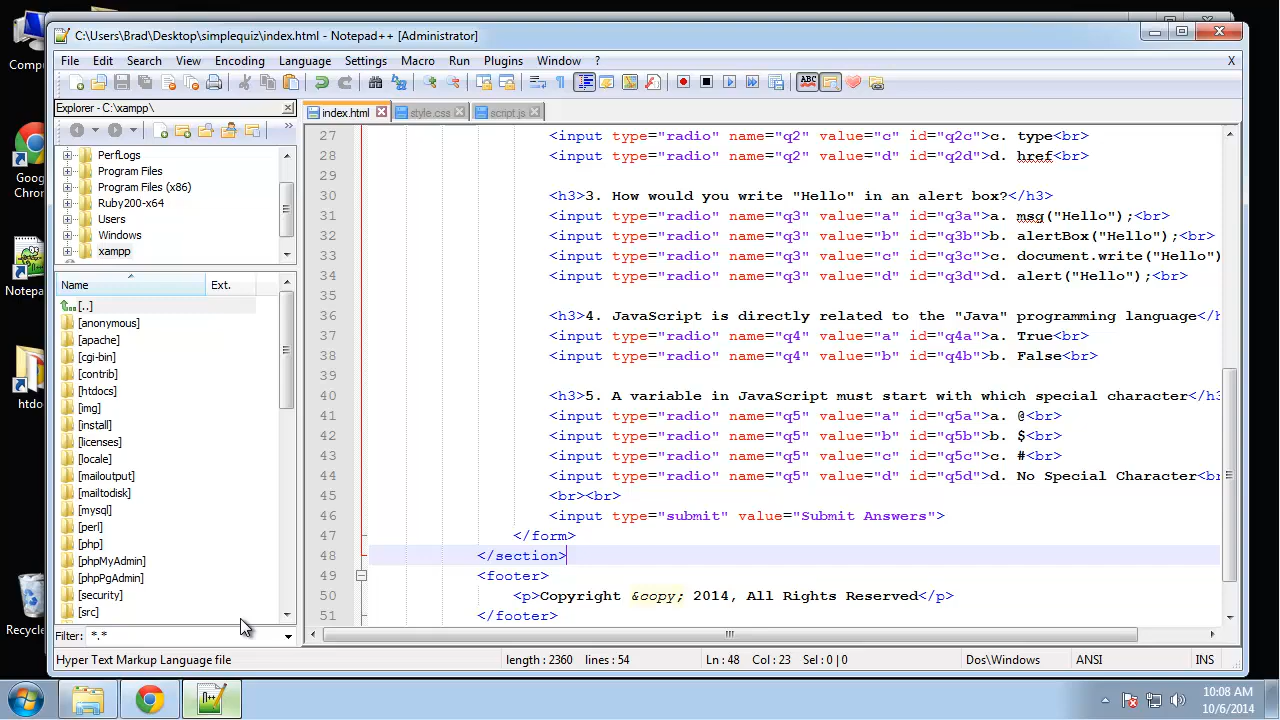 Compu
Google
Chrom
Notepa
htdoc
Recycle
C:\Users\Brad\Desktop\simplequiz\index.html - Notepad++ [Administrator]
File Edit Search View Encoding Language Settings Macro Run Plugins Window ? X
Explorer - C:\xampp\
PerfLogs
Program Files
Program Files (x86)
Ruby200-x64
Users
Windows
xampp
Name Ext.
[..]
[anonymous]
[apache]
[cgi-bin]
[contrib]
[htdocs]
[img]
[install]
[licenses]
[locale]
[mailoutput]
[mailtodisk]
[mysql]
[perl]
[php]
[phpMyAdmin]
[phpPgAdmin]
[security]
[src]
Filter: *.*
index.html style.css script.js
27 <input type="radio" name="q2" value="c" id="q2c">c. type<br>
28 <input type="radio" name="q2" value="d" id="q2d">d. href<br>
29
30 <h3>3. How would you write "Hello" in an alert box?</h3>
31 <input type="radio" name="q3" value="a" id="q3a">a. msg("Hello");<br>
32 <input type="radio" name="q3" value="b" id="q3b">b. alertBox("Hello");<br>
33 <input type="radio" name="q3" value="c" id="q3c">c. document.write("Hello")
34 <input type="radio" name="q3" value="d" id="q3d">d. alert("Hello");<br>
35
36 <h3>4. JavaScript is directly related to the "Java" programming language</h
37 <input type="radio" name="q4" value="a" id="q4a">a. True<br>
38 <input type="radio" name="q4" value="b" id="q4b">b. False<br>
39
40 <h3>5. A variable in JavaScript must start with which special character</h3
41 <input type="radio" name="q5" value="a" id="q5a">a. @<br>
42 <input type="radio" name="q5" value="b" id="q5b">b. $<br>
43 <input type="radio" name="q5" value="c" id="q5c">c. #<br>
44 <input type="radio" name="q5" value="d" id="q5d">d. No Special Character<br
45 <br><br>
46 <input type="submit" value="Submit Answers">
47 </form>
48 </section>
49 <footer>
50 <p>Copyright &copy; 2014, All Rights Reserved</p>
51 </footer>
Hyper Text Markup Language file length : 2360 lines : 54 Ln : 48 Col : 23 Sel : 0 | 0 Dos\Windows ANSI INS
10:08 AM
10/6/2014